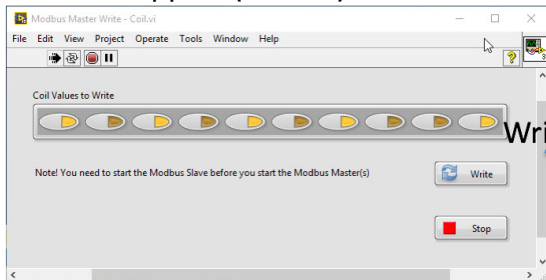 Modbus Master Write - Coil.vi
File Edit View Project Operate Tools Window Help
Coil Values to Write
Note! You need to start the Modbus Slave before you start the Modbus Master(s)
Write
Stop